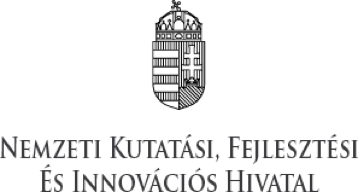 Nemzeti Kutatási, Fejlesztési
És Innovációs Hivatal